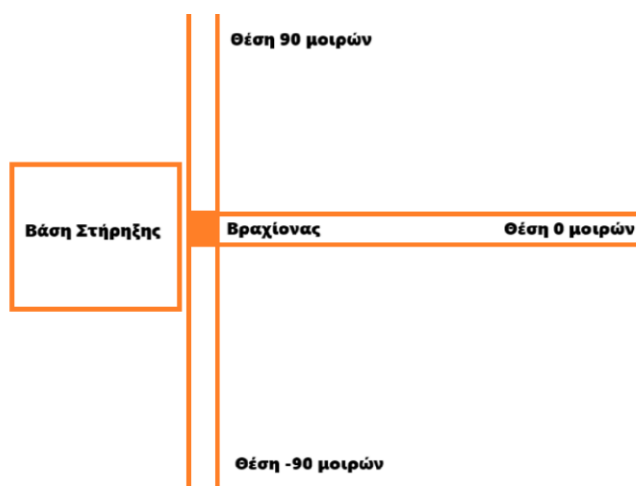 Θέση 90 μοιρών
Βάση Στήρηξης
Βραχίονας
Θέση 0 μοιρών
Θέση -90 μοιρών